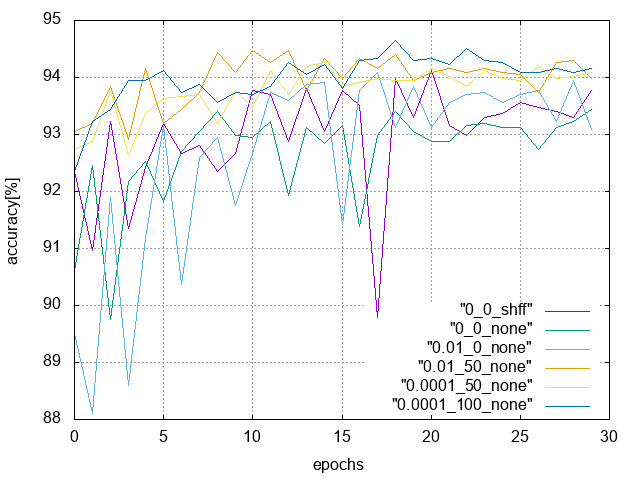 95
94
93
92
91
90
89
88
accuracy[%]
"0_0_shff"
"0_0_none"
"0.01_0_none"
"0.01_50_none"
"0.0001_50_none"
"0.0001_100_none"
0 5 10 15 20 25 30
epochs